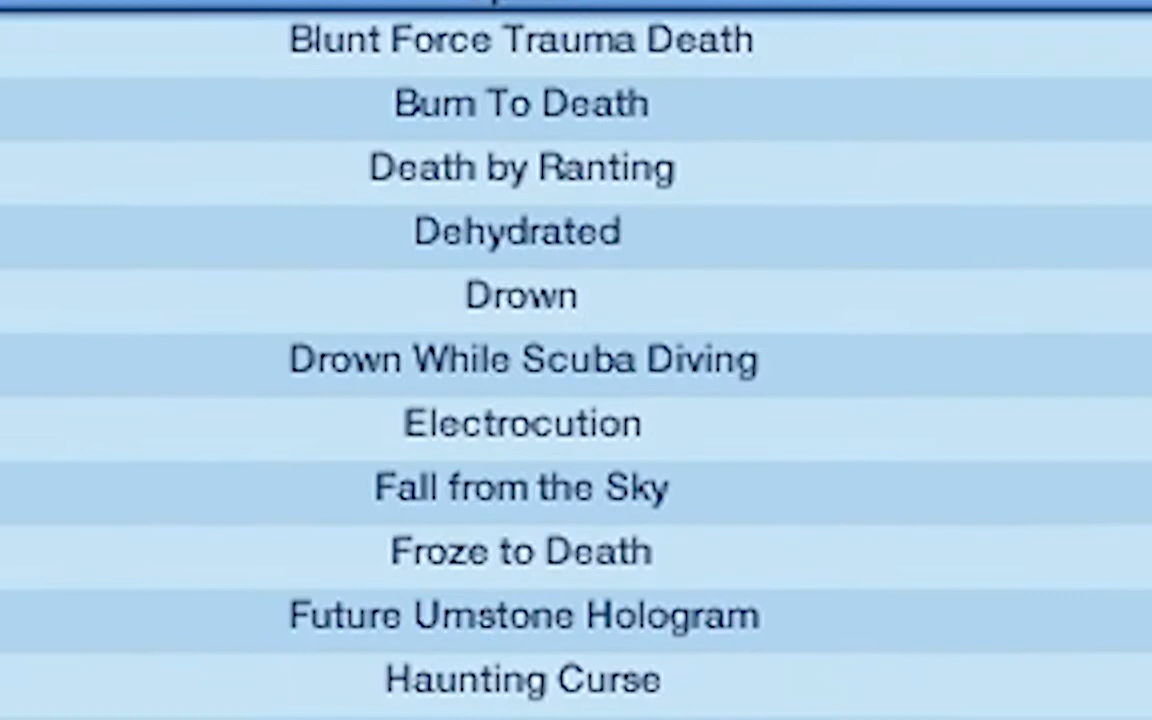 Blunt Force Trauma Death
Burn To Death
Death by Ranting
Dehydrated
Drown
Drown While Scuba Diving
Electrocution
Fall from the Sky
Froze to Death
Future Urnstone Hologram
Haunting Curse